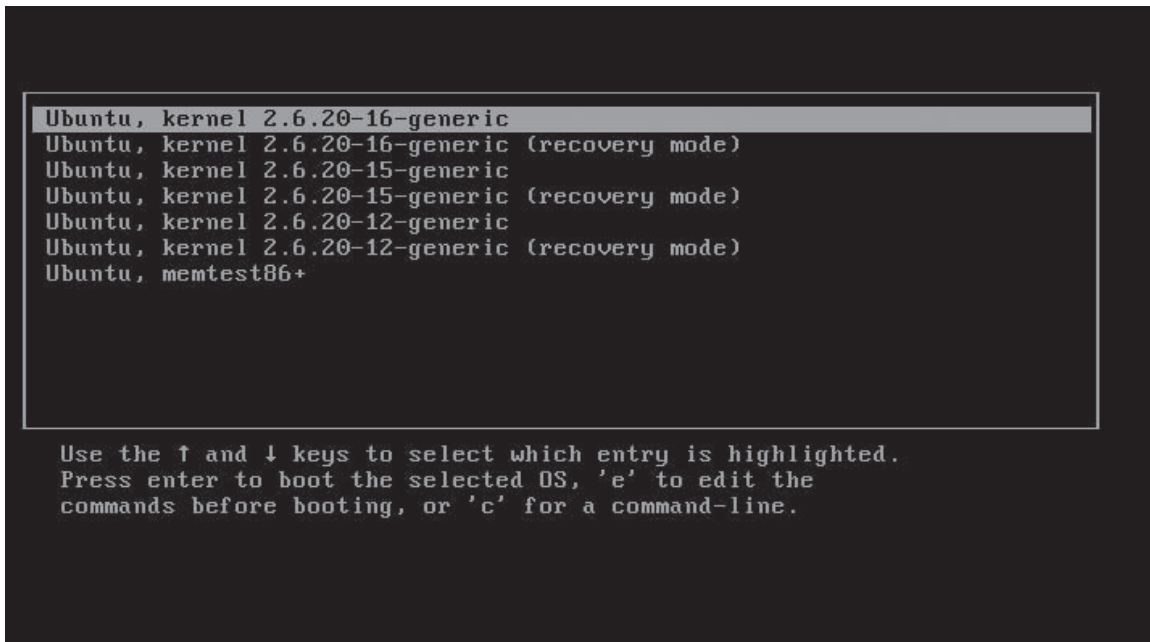 Ubuntu, kernel 2.6.20-16-generic
Ubuntu, kernel 2.6.20-16-generic (recovery mode)
Ubuntu, kernel 2.6.20-15-generic
Ubuntu, kernel 2.6.20-15-generic (recovery mode)
Ubuntu, kernel 2.6.20-12-generic
Ubuntu, kernel 2.6.20-12-generic (recovery mode)
Ubuntu, memtest86+
Use the ↑ and ↓ keys to select which entry is highlighted.
Press enter to boot the selected OS, 'e' to edit the
commands before booting, or 'c' for a command-line.